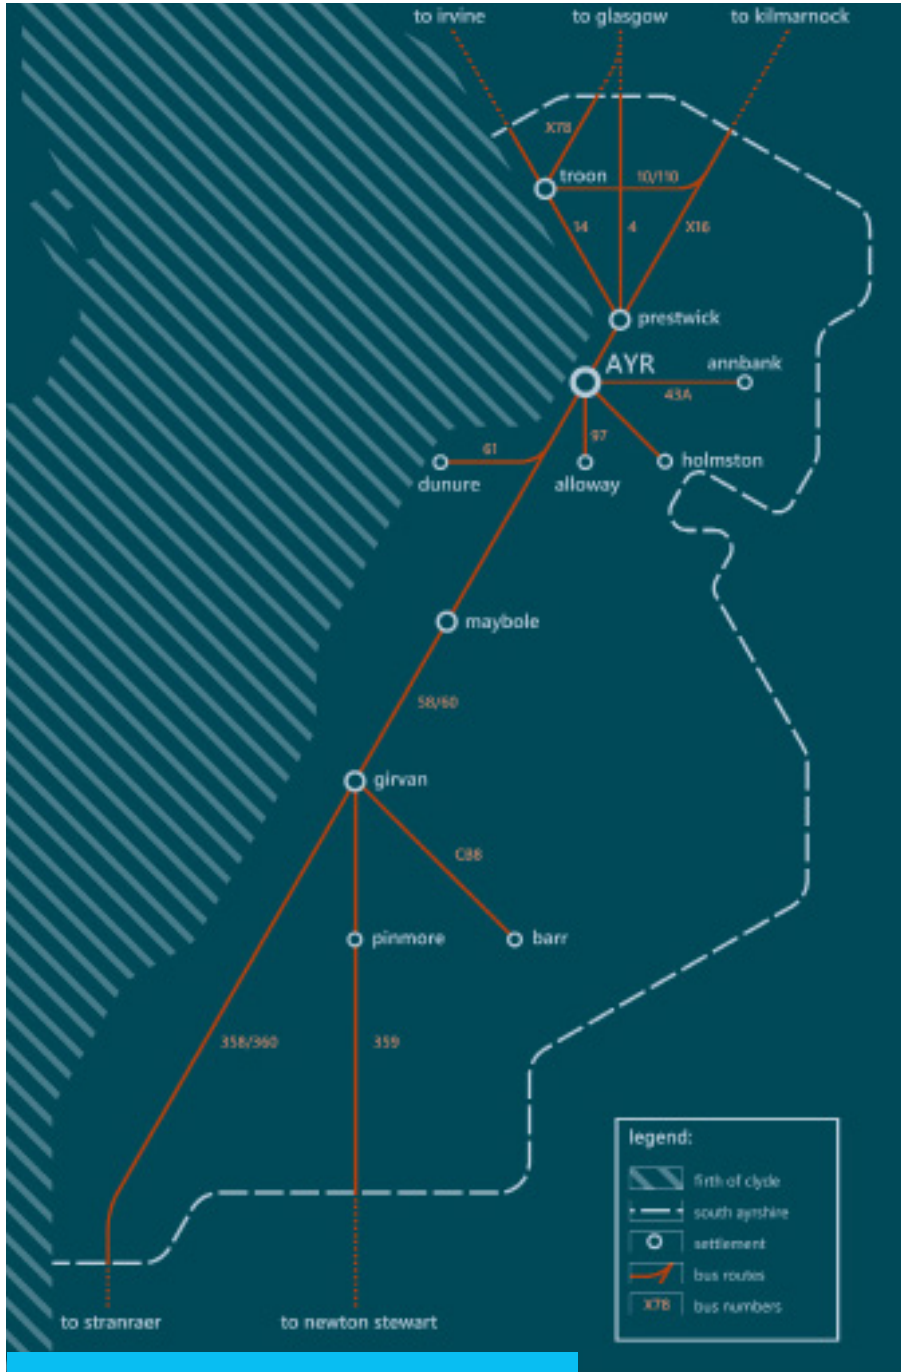 to irvine
to glasgow
to kilmarnock
X78
troon
10/110
14
4
X16
prestwick
AYR
annbank
43A
61
97
dunure
alloway
holmston
maybole
58/60
girvan
CB6
pinmore
barr
358/360
359
legend:
firth of clyde
south ayrshire
settlement
bus routes
X78
bus numbers
to stranraer
to newton stewart